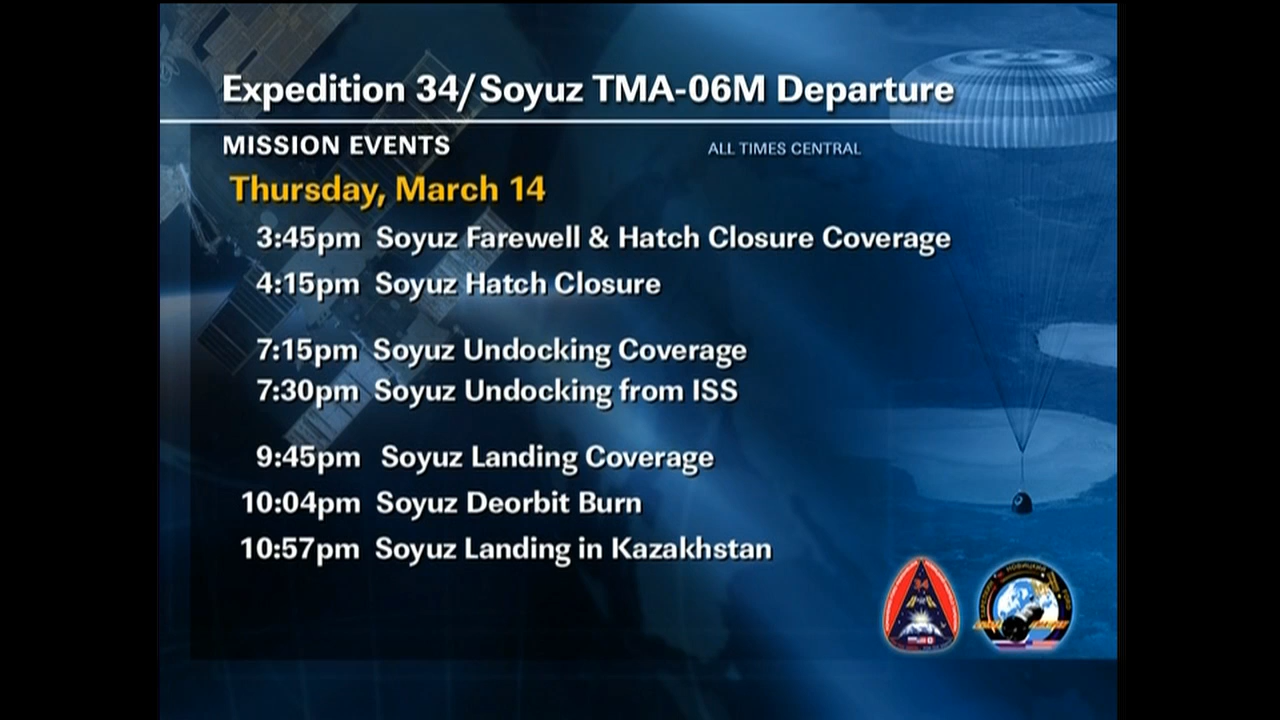 Expedition 34/Soyuz TMA-06M Departure
MISSION EVENTS ALL TIMES CENTRAL
Thursday, March 14
3:45pm Soyuz Farewell & Hatch Closure Coverage
4:15pm Soyuz Hatch Closure
7:15pm Soyuz Undocking Coverage
7:30pm Soyuz Undocking from ISS
9:45pm Soyuz Landing Coverage
10:04pm Soyuz Deorbit Burn
10:57pm Soyuz Landing in Kazakhstan
34
НОВИЦКИЙ